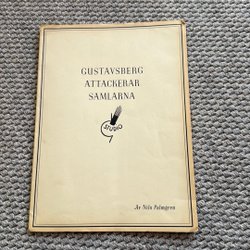 GUSTAVSBERG
ATTACKERAR
SAMLARNA
STUDIO
Av Nils Palmgren